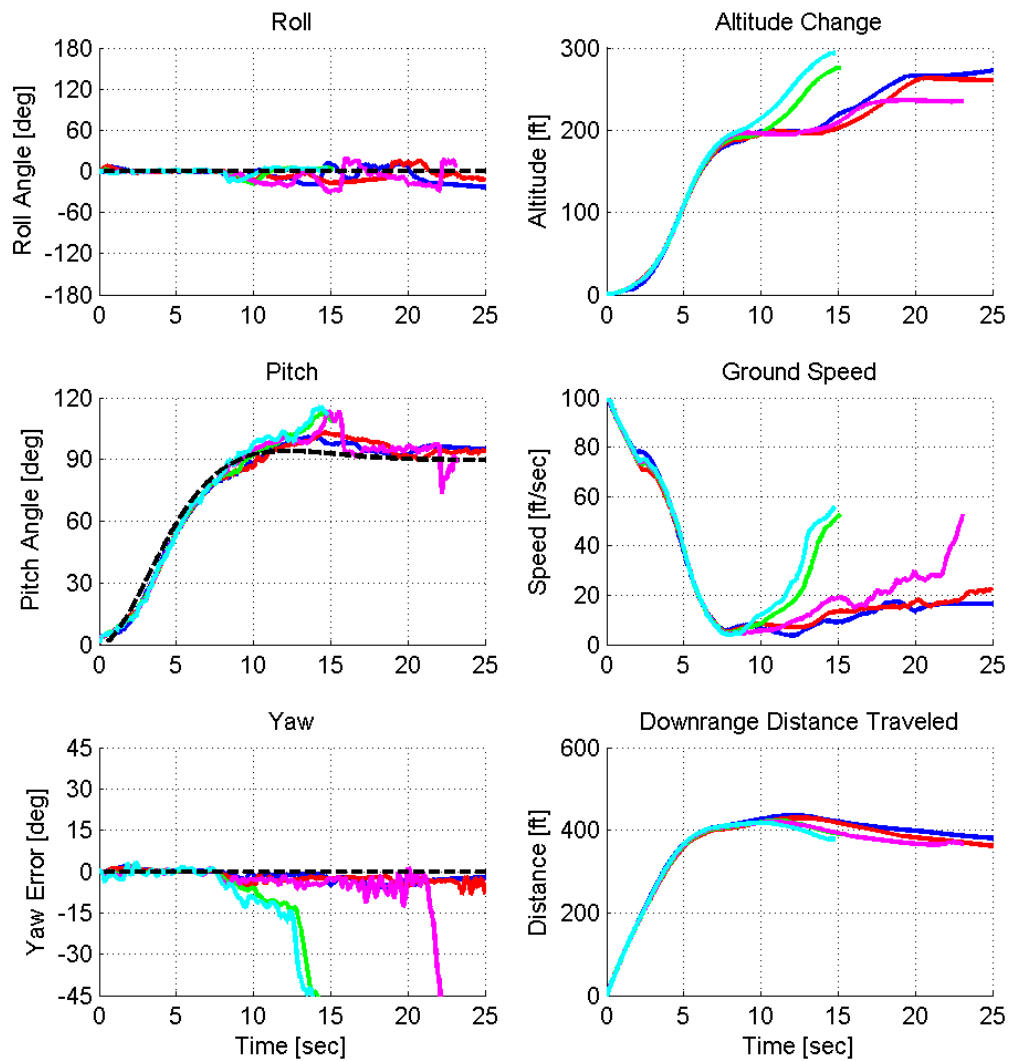 Roll
Roll Angle [deg]
180
120
60
0
-60
-120
-180
0 5 10 15 20 25
Altitude Change
Altitude [ft]
300
200
100
0
0 5 10 15 20 25
Pitch
Pitch Angle [deg]
120
90
60
30
0
0 5 10 15 20 25
Ground Speed
Speed [ft/sec]
100
80
60
40
20
0
0 5 10 15 20 25
Yaw
Yaw Error [deg]
45
30
15
0
-15
-30
-45
0 5 10 15 20 25
Time [sec]
Downrange Distance Traveled
Distance [ft]
600
400
200
0
0 5 10 15 20 25
Time [sec]